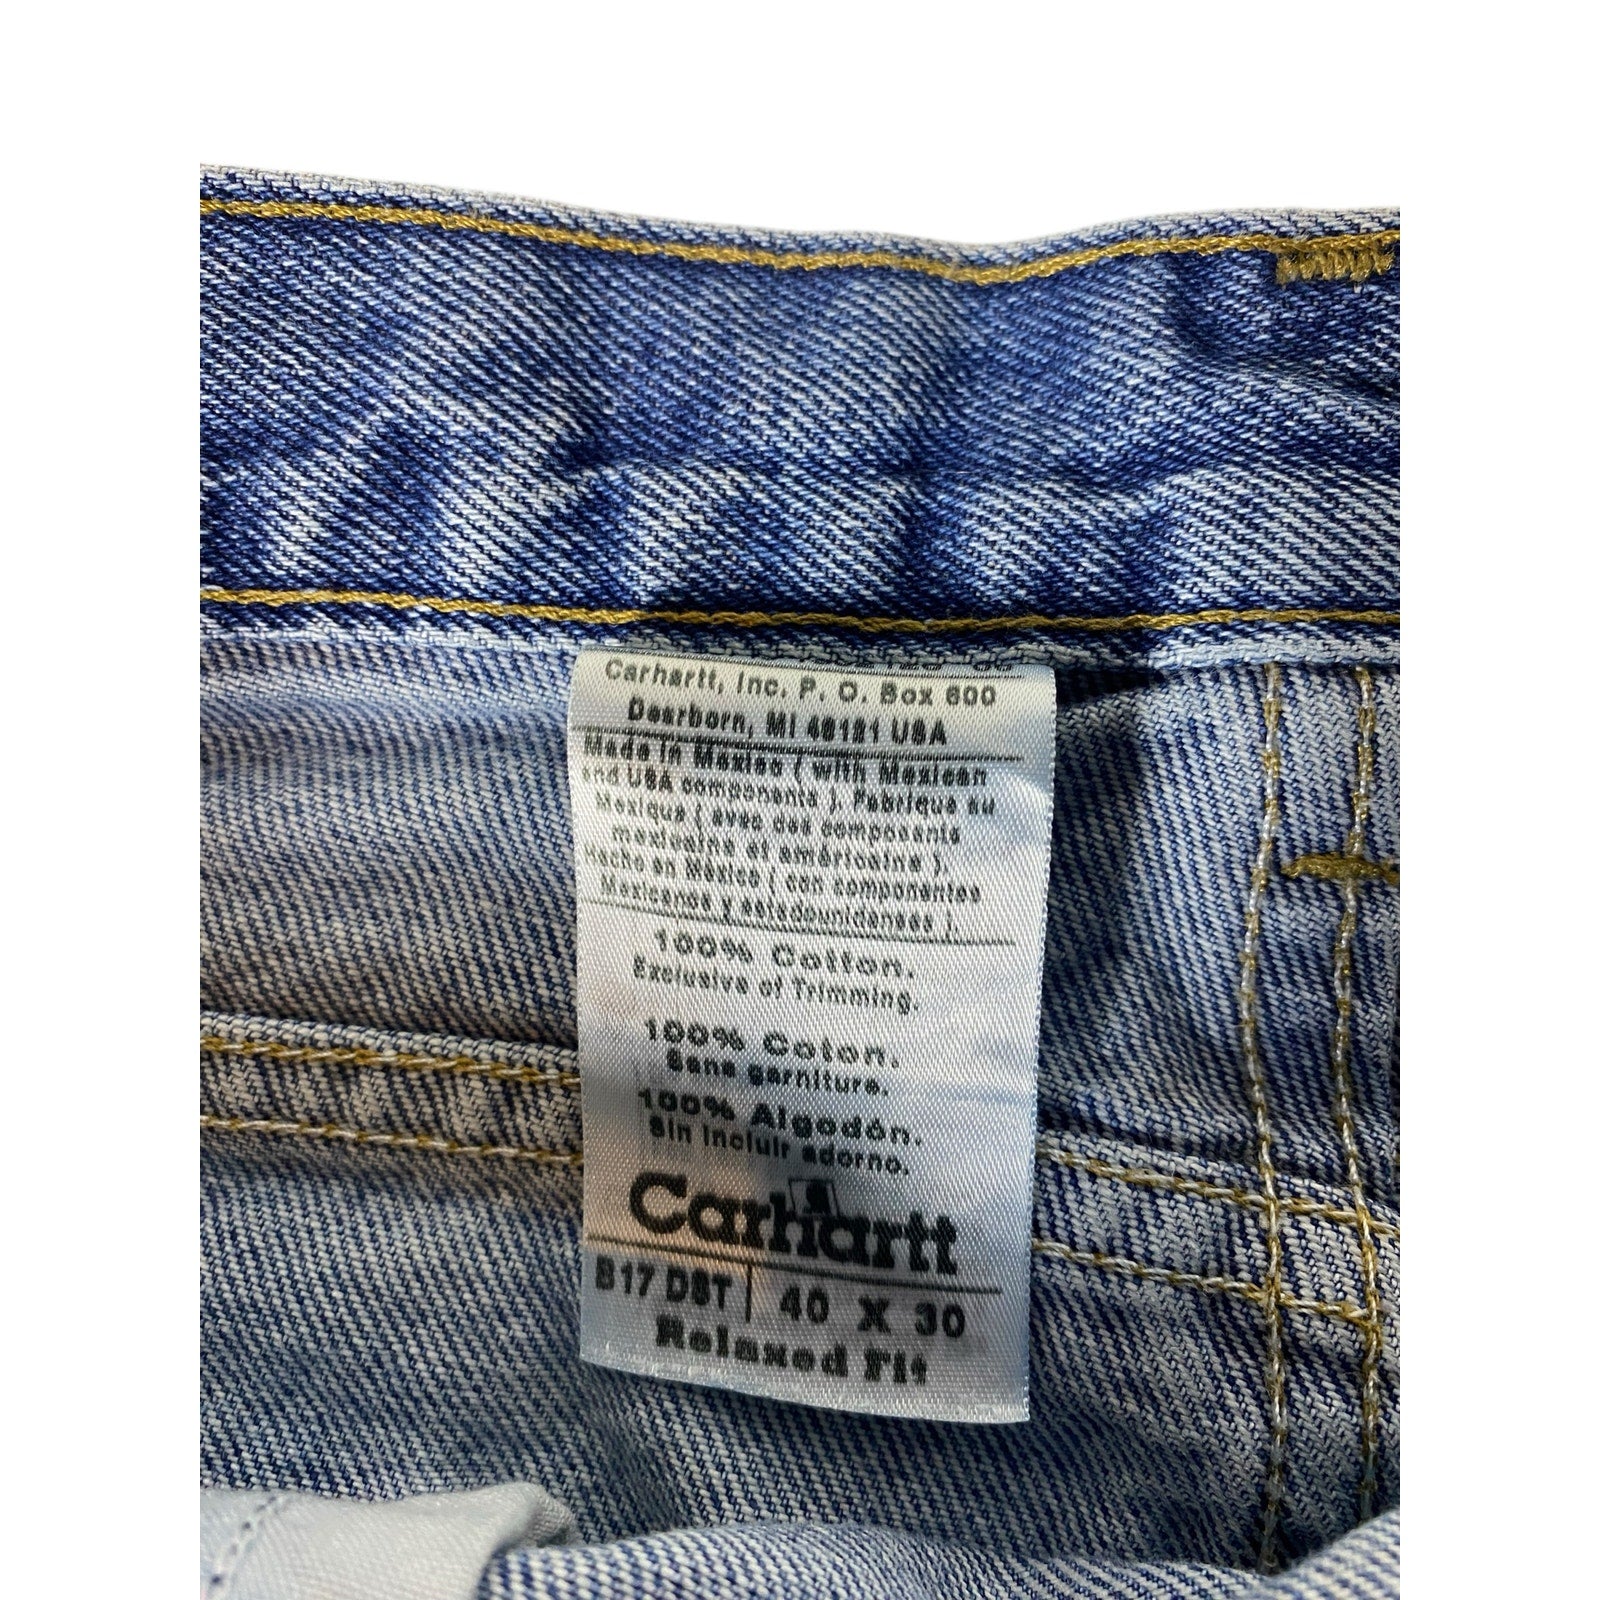 Carhartt, Inc. P. O. Box 600
Dearborn, MI 48121 USA
Made in Mexico ( with Mexican
and USA components ). Fabriqué au
Mexique ( avec des composants
mexicains et américains ).
Hecho en México ( con componentes
Mexicanos y estadounidenses ).
100% Cotton.
Exclusive of Trimming.
100% Coton.
Sans garniture.
100% Algodón.
Sin incluir adorno.
Carhartt
B17 DST 40 X 30
Relaxed Fit